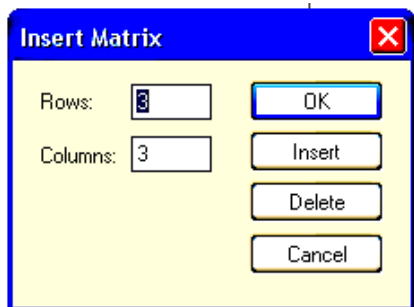 Insert Matrix
Rows: 3 OK
Columns: 3 Insert
Delete
Cancel